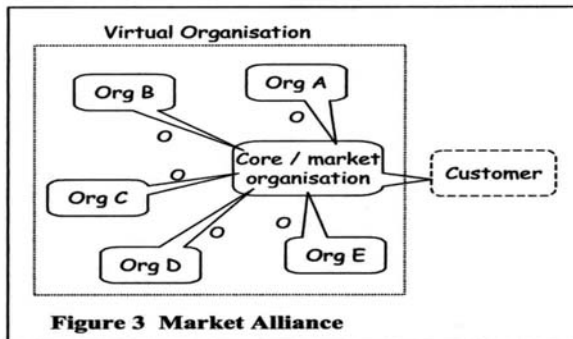 Virtual Organisation
Org B
Org A
O
O
Core / market
organisation
Customer
O
Org C
O
O
Org D
Org E
Figure 3 Market Alliance